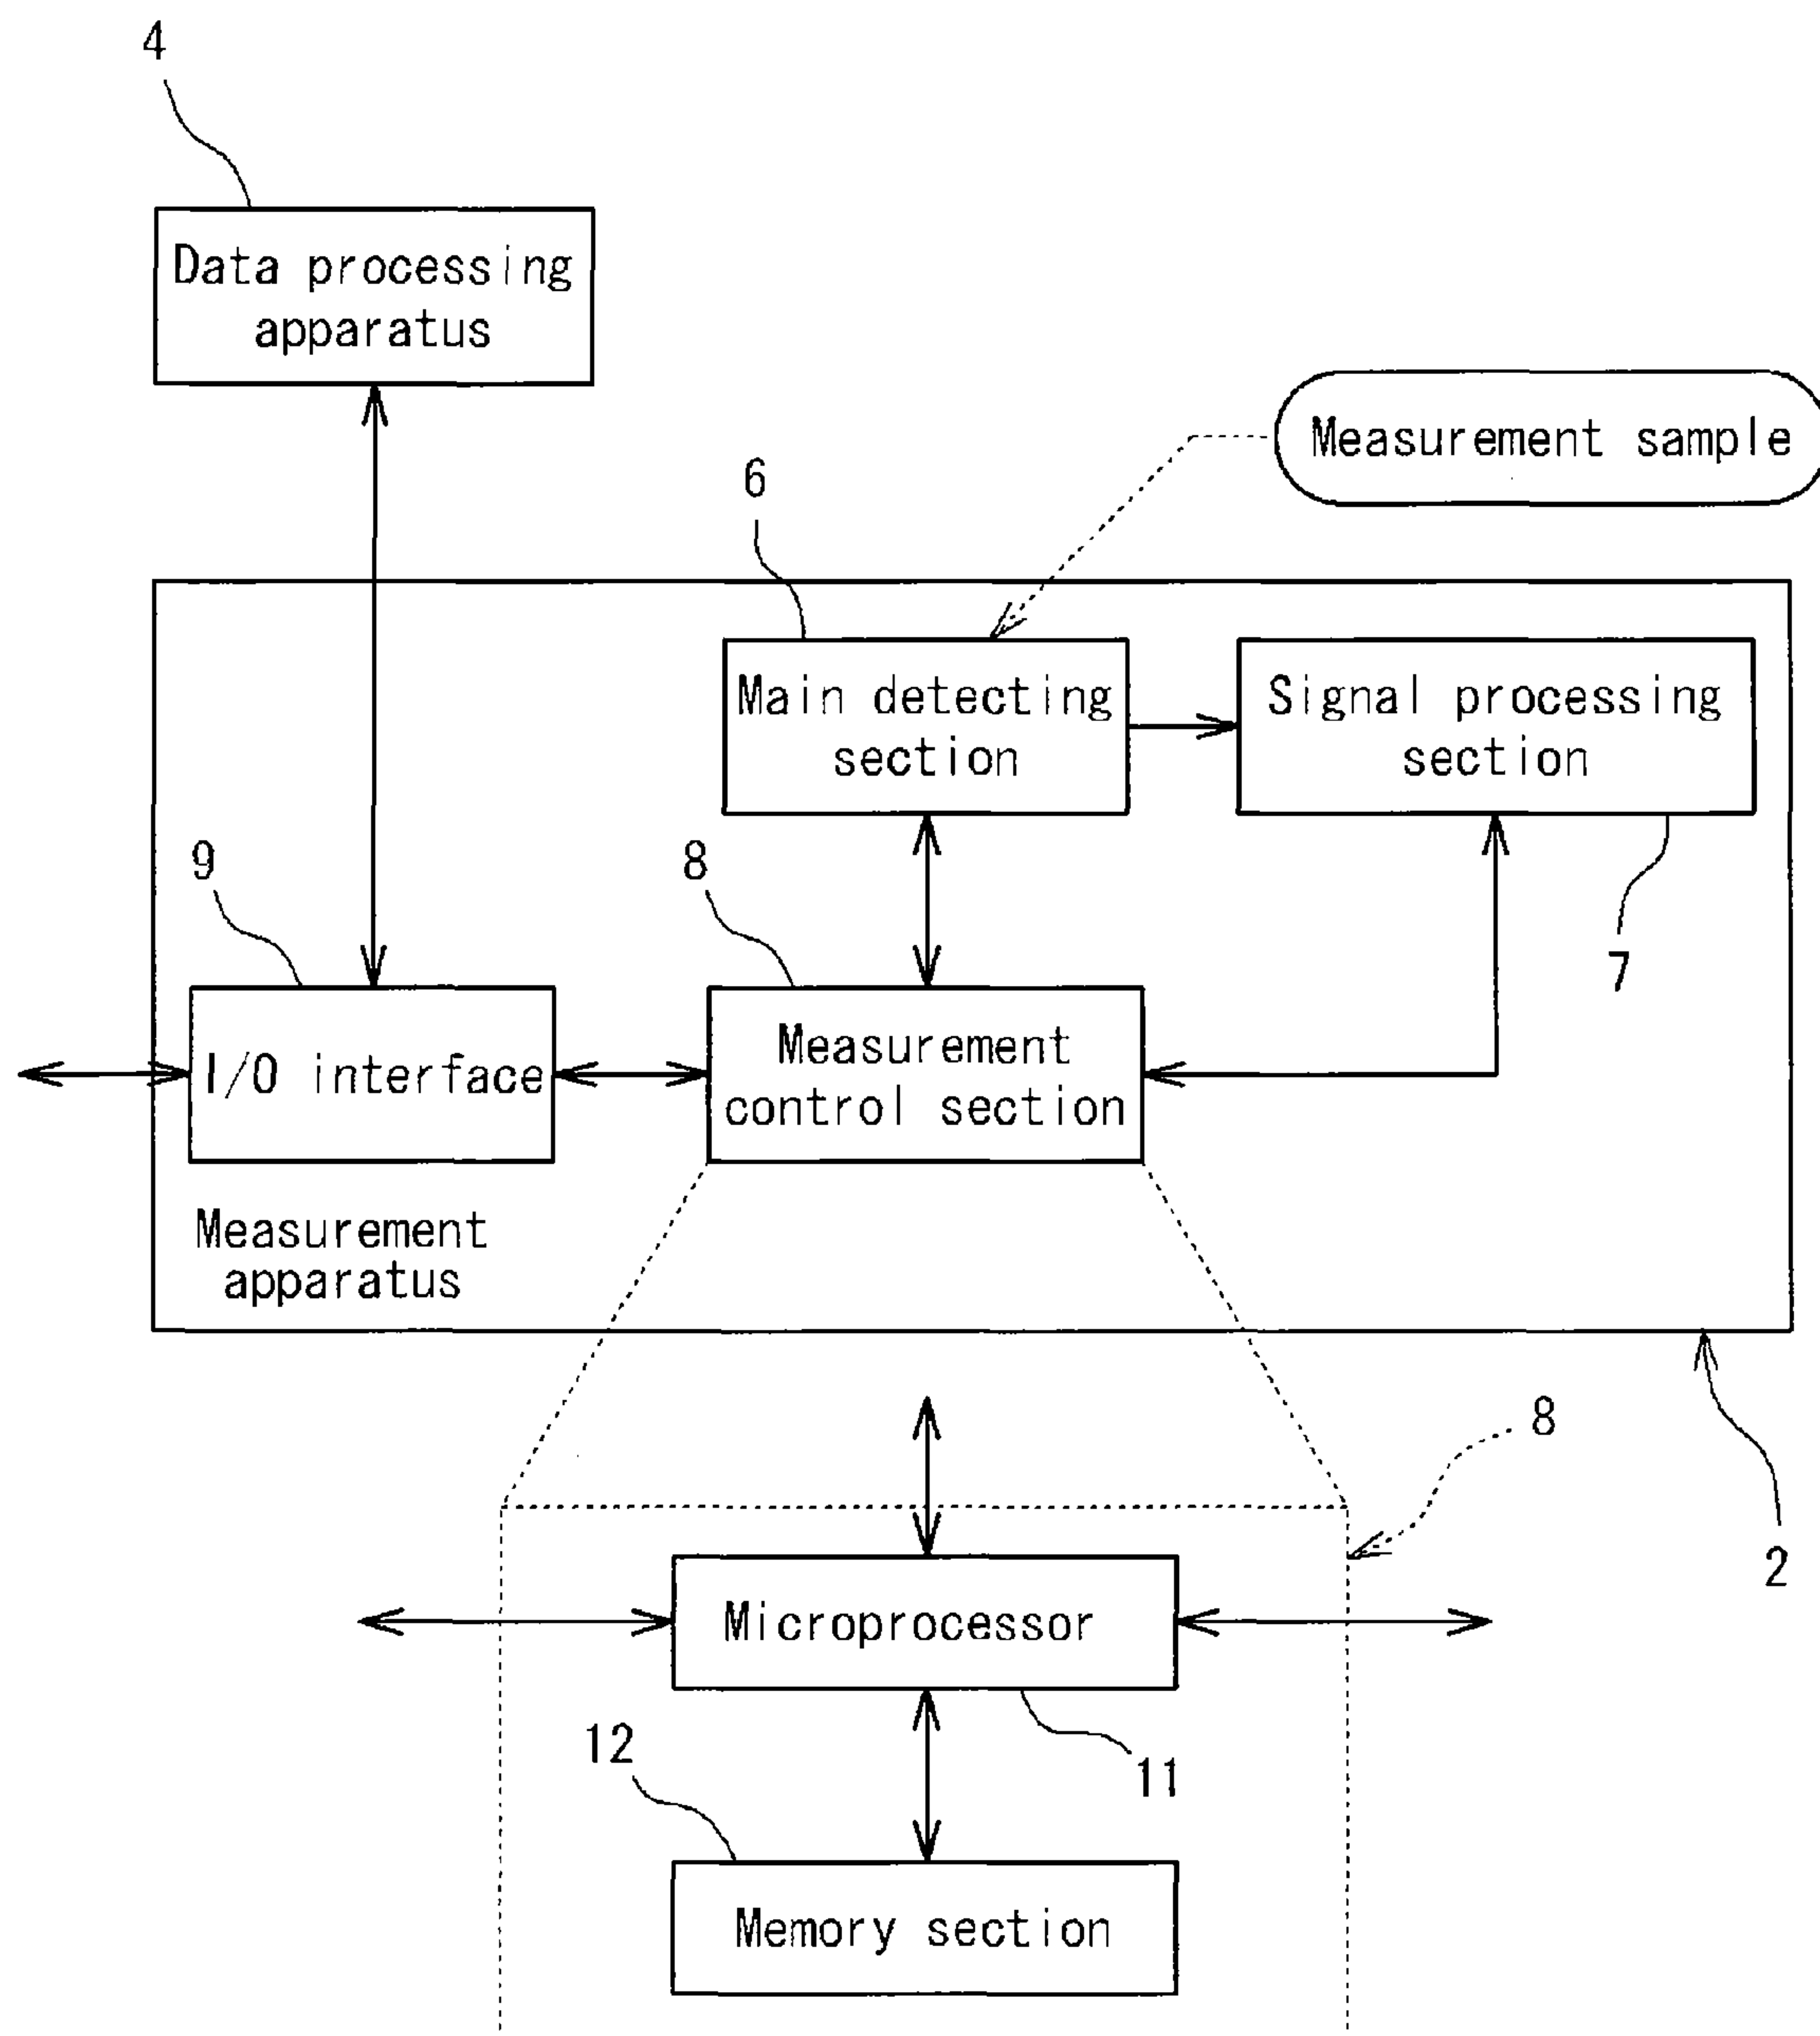 4
Data processing
apparatus
Measurement sample
6
Main detecting
section
Signal processing
section
9
8
7
I/O interface
Measurement
control section
Measurement
apparatus
8
2
Microprocessor
12
11
Memory section